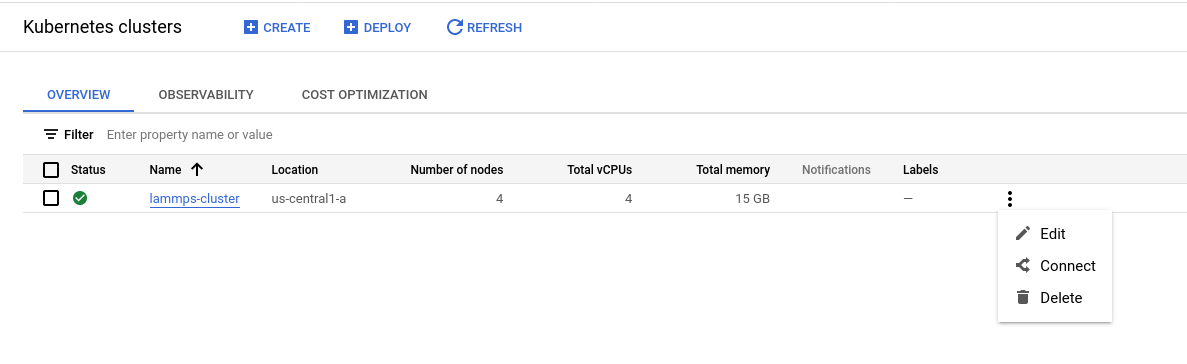 Kubernetes clusters CREATE DEPLOY REFRESH
OVERVIEW OBSERVABILITY COST OPTIMIZATION
Filter Enter property name or value
Status Name Location Number of nodes Total vCPUs Total memory Notifications Labels
lammps-cluster us-central1-a 4 4 15 GB —
Edit
Connect
Delete